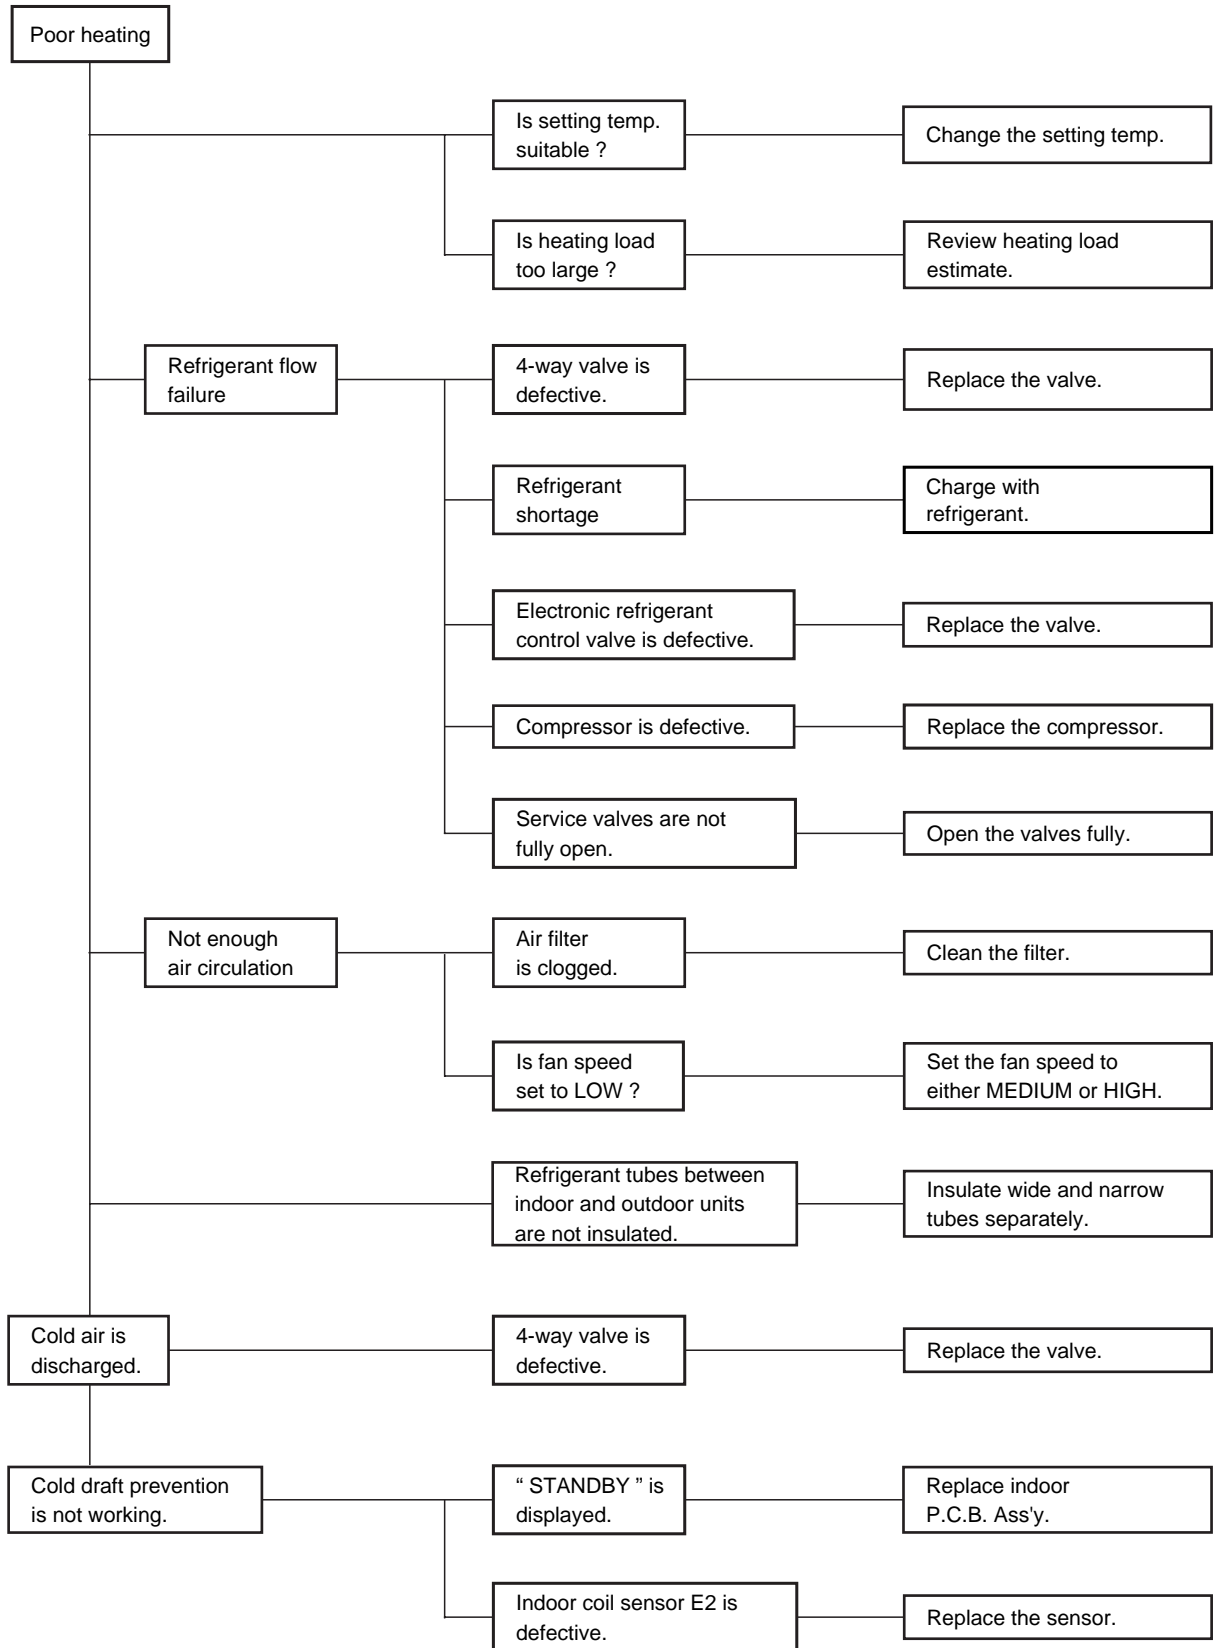 Poor heating
Is setting temp.
suitable ?
Change the setting temp.
Is heating load
too large ?
Review heating load
estimate.
Refrigerant flow
failure
4-way valve is
defective.
Replace the valve.
Refrigerant
shortage
Charge with
refrigerant.
Electronic refrigerant
control valve is defective.
Replace the valve.
Compressor is defective.
Replace the compressor.
Service valves are not
fully open.
Open the valves fully.
Not enough
air circulation
Air filter
is clogged.
Clean the filter.
Is fan speed
set to LOW ?
Set the fan speed to
either MEDIUM or HIGH.
Refrigerant tubes between
indoor and outdoor units
are not insulated.
Insulate wide and narrow
tubes separately.
Cold air is
discharged.
4-way valve is
defective.
Replace the valve.
Cold draft prevention
is not working.
“ STANDBY ” is
displayed.
Replace indoor
P.C.B. Ass'y.
Indoor coil sensor E2 is
defective.
Replace the sensor.